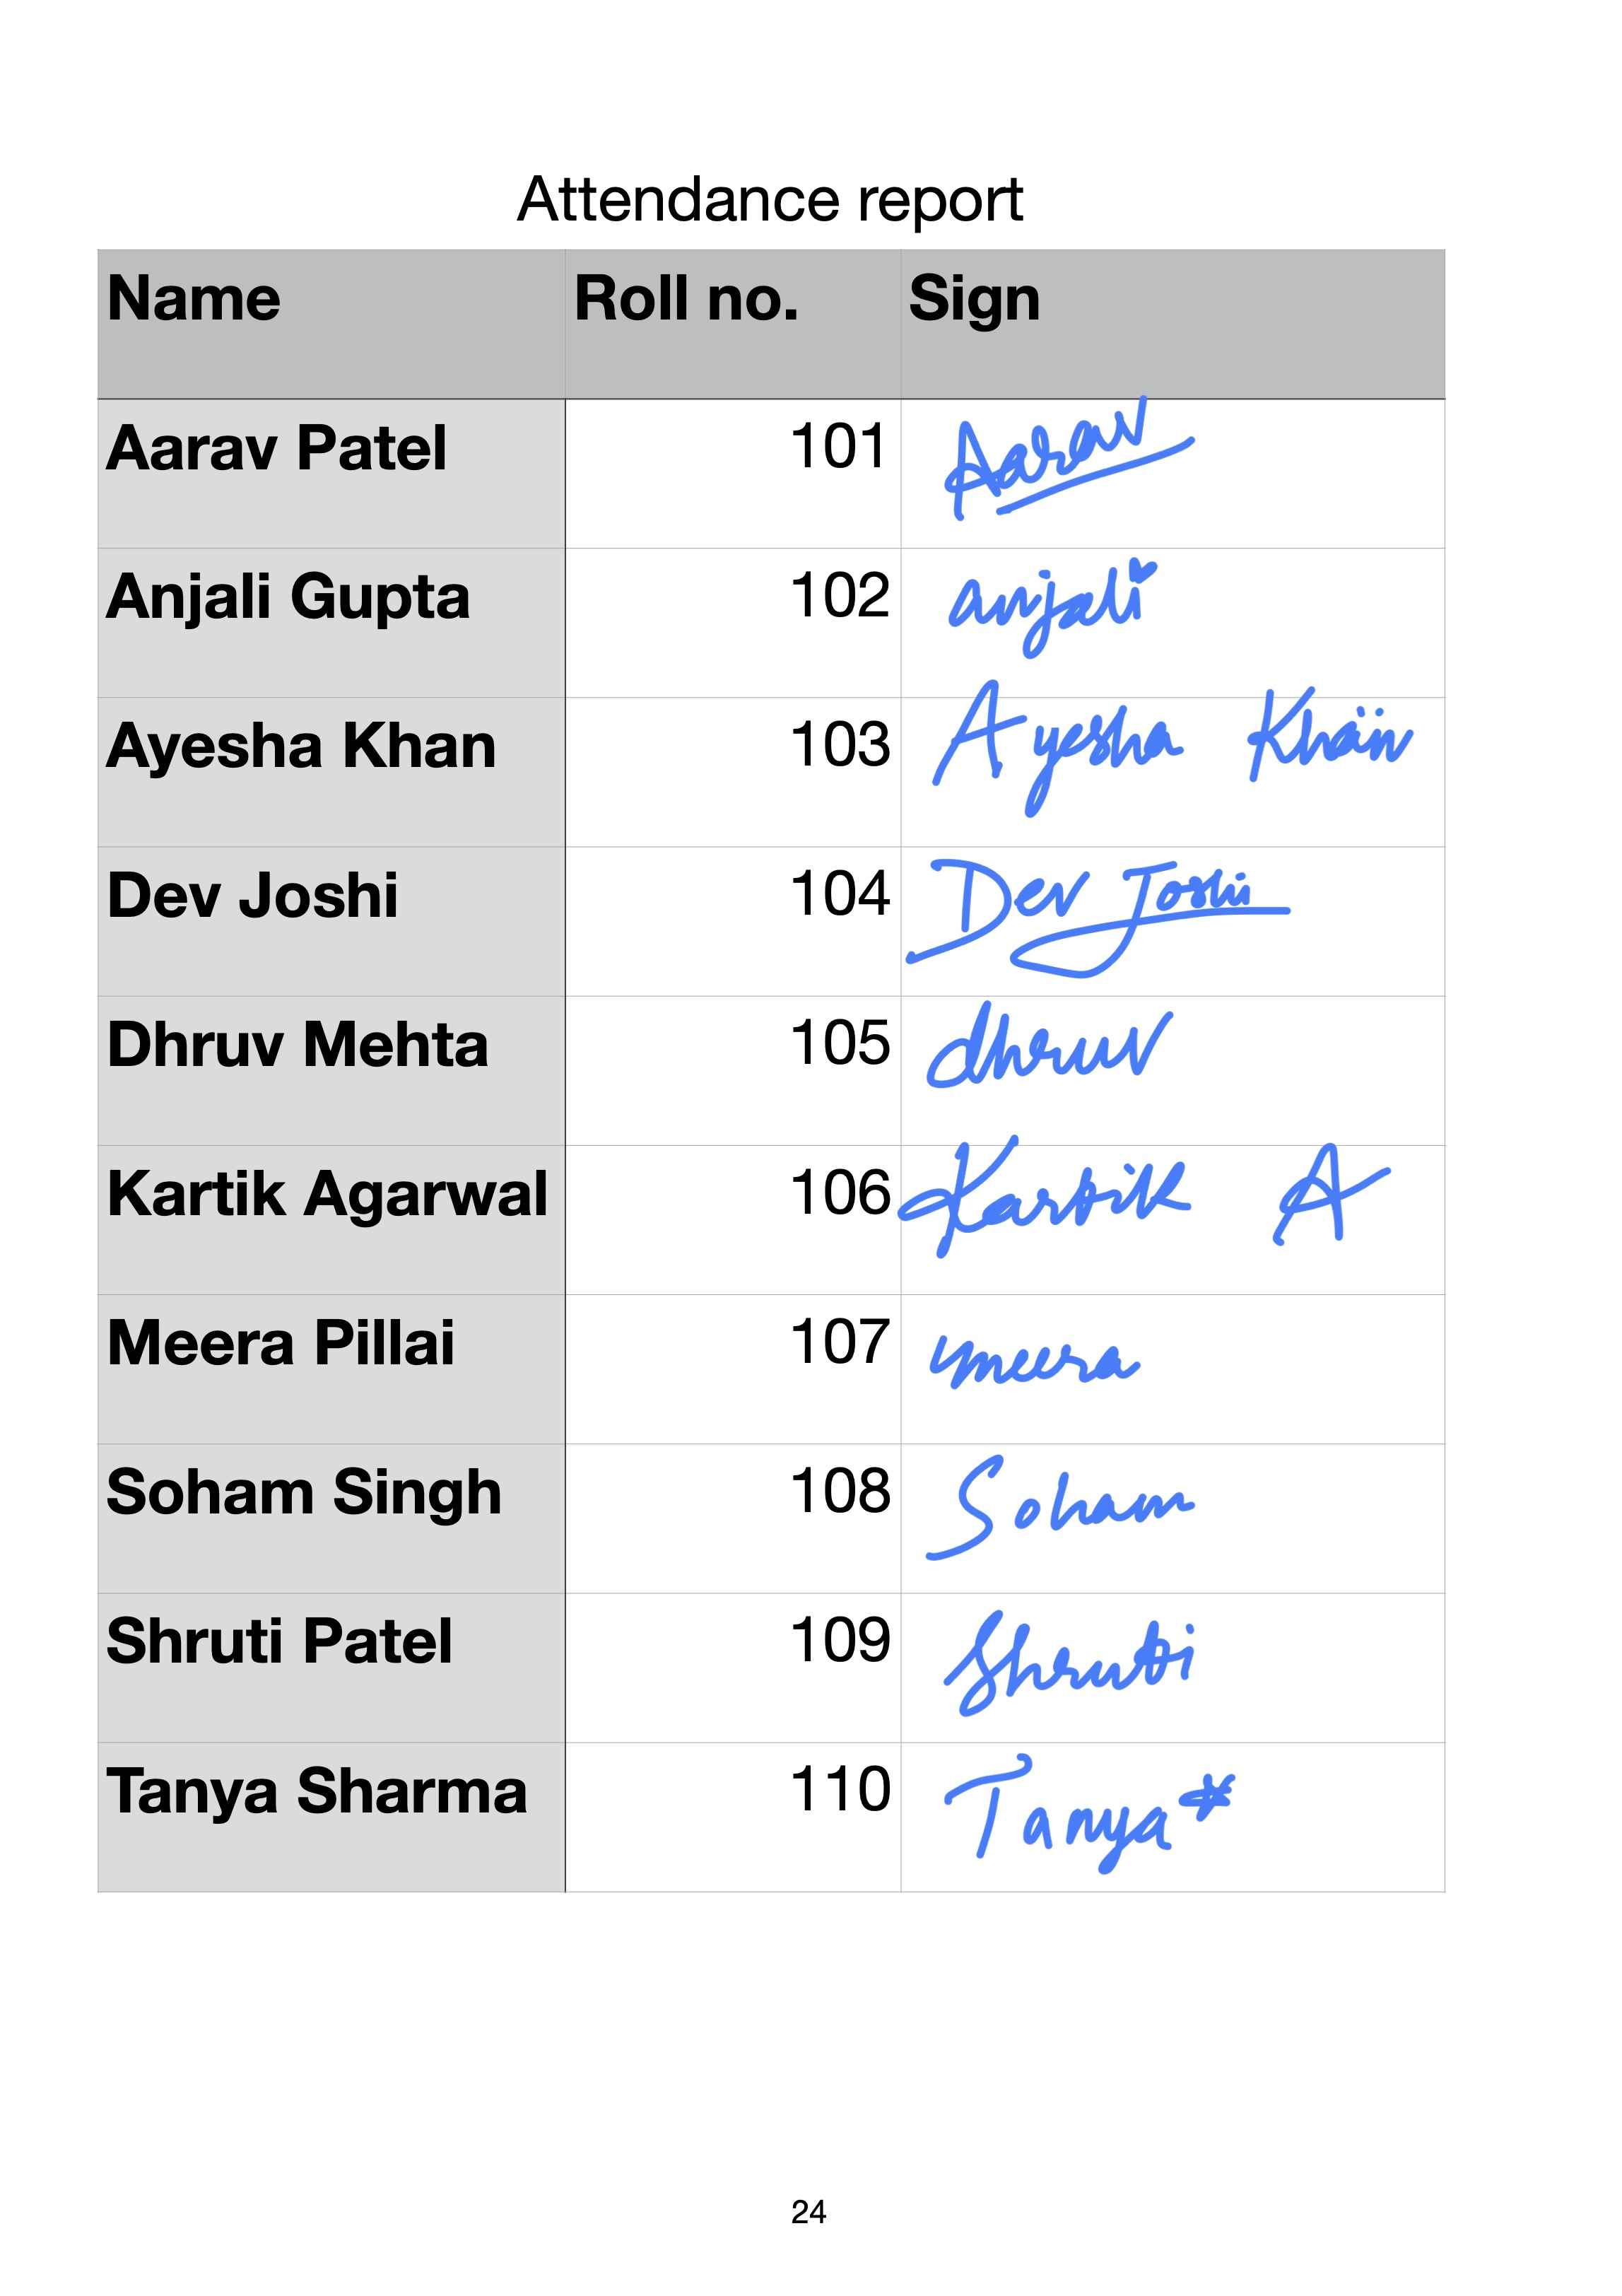 Attendance report
Name Roll no. Sign
Aarav Patel 101 Aarav
Anjali Gupta 102 anjali
Ayesha Khan 103 Ayesha Khan
Dev Joshi 104 Dev Joshi
Dhruv Mehta 105 dhruv
Kartik Agarwal 106 Kartik A
Meera Pillai 107 meera
Soham Singh 108 Soham
Shruti Patel 109 Shruti
Tanya Sharma 110 Tanya*
24